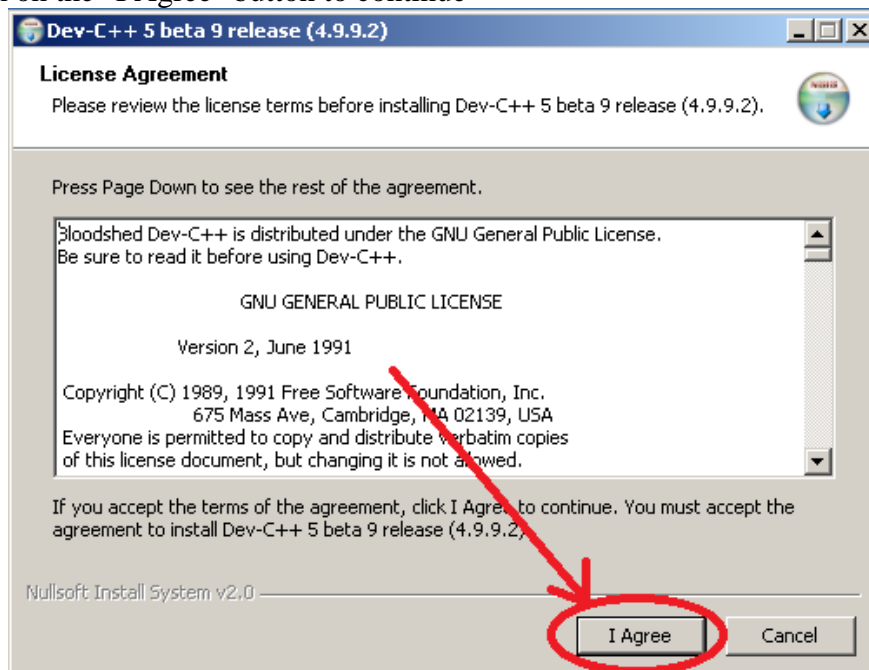 on the "I Agree" button to continue
Dev-C++ 5 beta 9 release (4.9.9.2)
License Agreement
Please review the license terms before installing Dev-C++ 5 beta 9 release (4.9.9.2).
Press Page Down to see the rest of the agreement.
Bloodshed Dev-C++ is distributed under the GNU General Public License.
Be sure to read it before using Dev-C++.
GNU GENERAL PUBLIC LICENSE
Version 2, June 1991
Copyright (C) 1989, 1991 Free Software Foundation, Inc.
675 Mass Ave, Cambridge, MA 02139, USA
Everyone is permitted to copy and distribute verbatim copies
of this license document, but changing it is not allowed.
If you accept the terms of the agreement, click I Agree to continue. You must accept the
agreement to install Dev-C++ 5 beta 9 release (4.9.9.2).
Nullsoft Install System v2.0
I Agree
Cancel